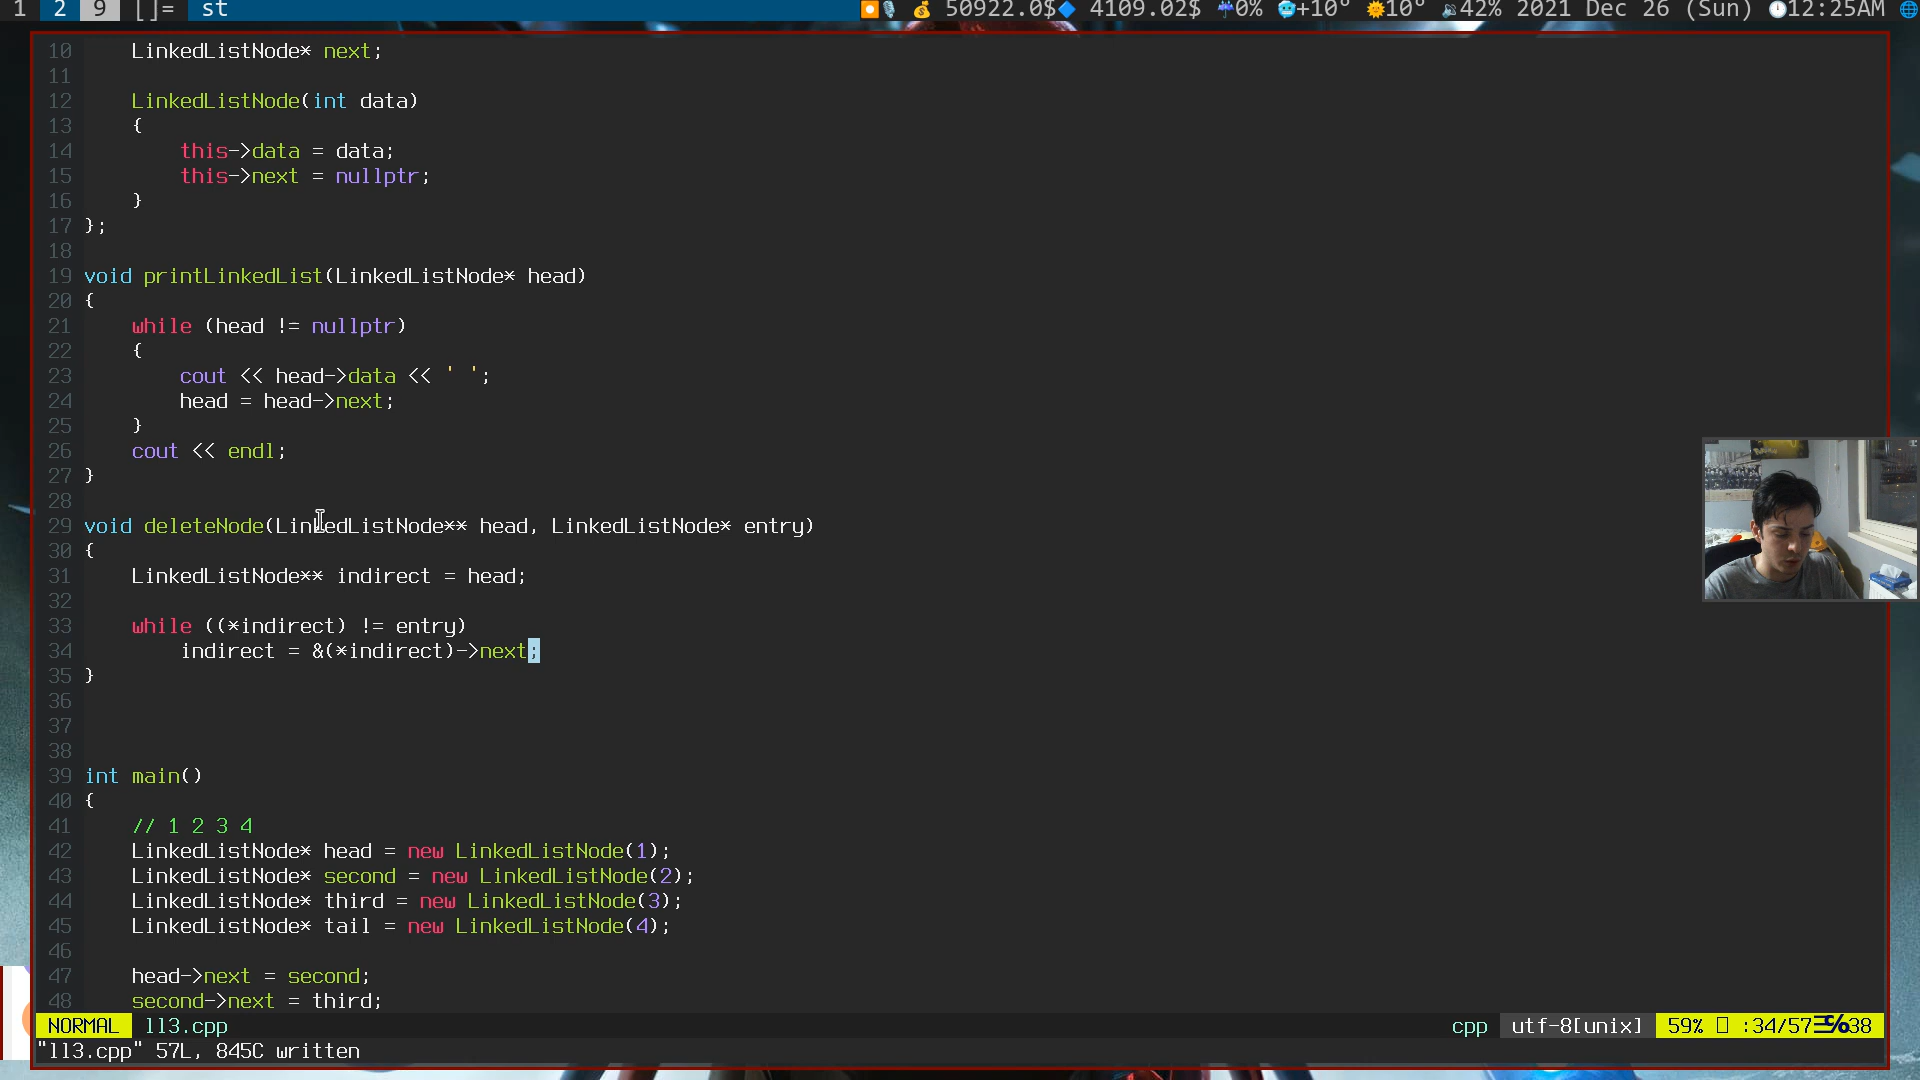 1 2 9 []= st 50922.0$ 4109.02$ 0% +10° 10° 42% 2021 Dec 26 (Sun) 12:25AM
10 LinkedListNode* next;
11
12 LinkedListNode(int data)
13 {
14 this->data = data;
15 this->next = nullptr;
16 }
17 };
18
19 void printLinkedList(LinkedListNode* head)
20 {
21 while (head != nullptr)
22 {
23 cout << head->data << ' ';
24 head = head->next;
25 }
26 cout << endl;
27 }
28
29 void deleteNode(LinkedListNode** head, LinkedListNode* entry)
30 {
31 LinkedListNode** indirect = head;
32
33 while ((*indirect) != entry)
34 indirect = &(*indirect)->next;
35 }
36
37
38
39 int main()
40 {
41 // 1 2 3 4
42 LinkedListNode* head = new LinkedListNode(1);
43 LinkedListNode* second = new LinkedListNode(2);
44 LinkedListNode* third = new LinkedListNode(3);
45 LinkedListNode* tail = new LinkedListNode(4);
46
47 head->next = second;
48 second->next = third;
NORMAL ll3.cpp cpp utf-8[unix] 59% :34/57 38
"ll3.cpp" 57L, 845C written